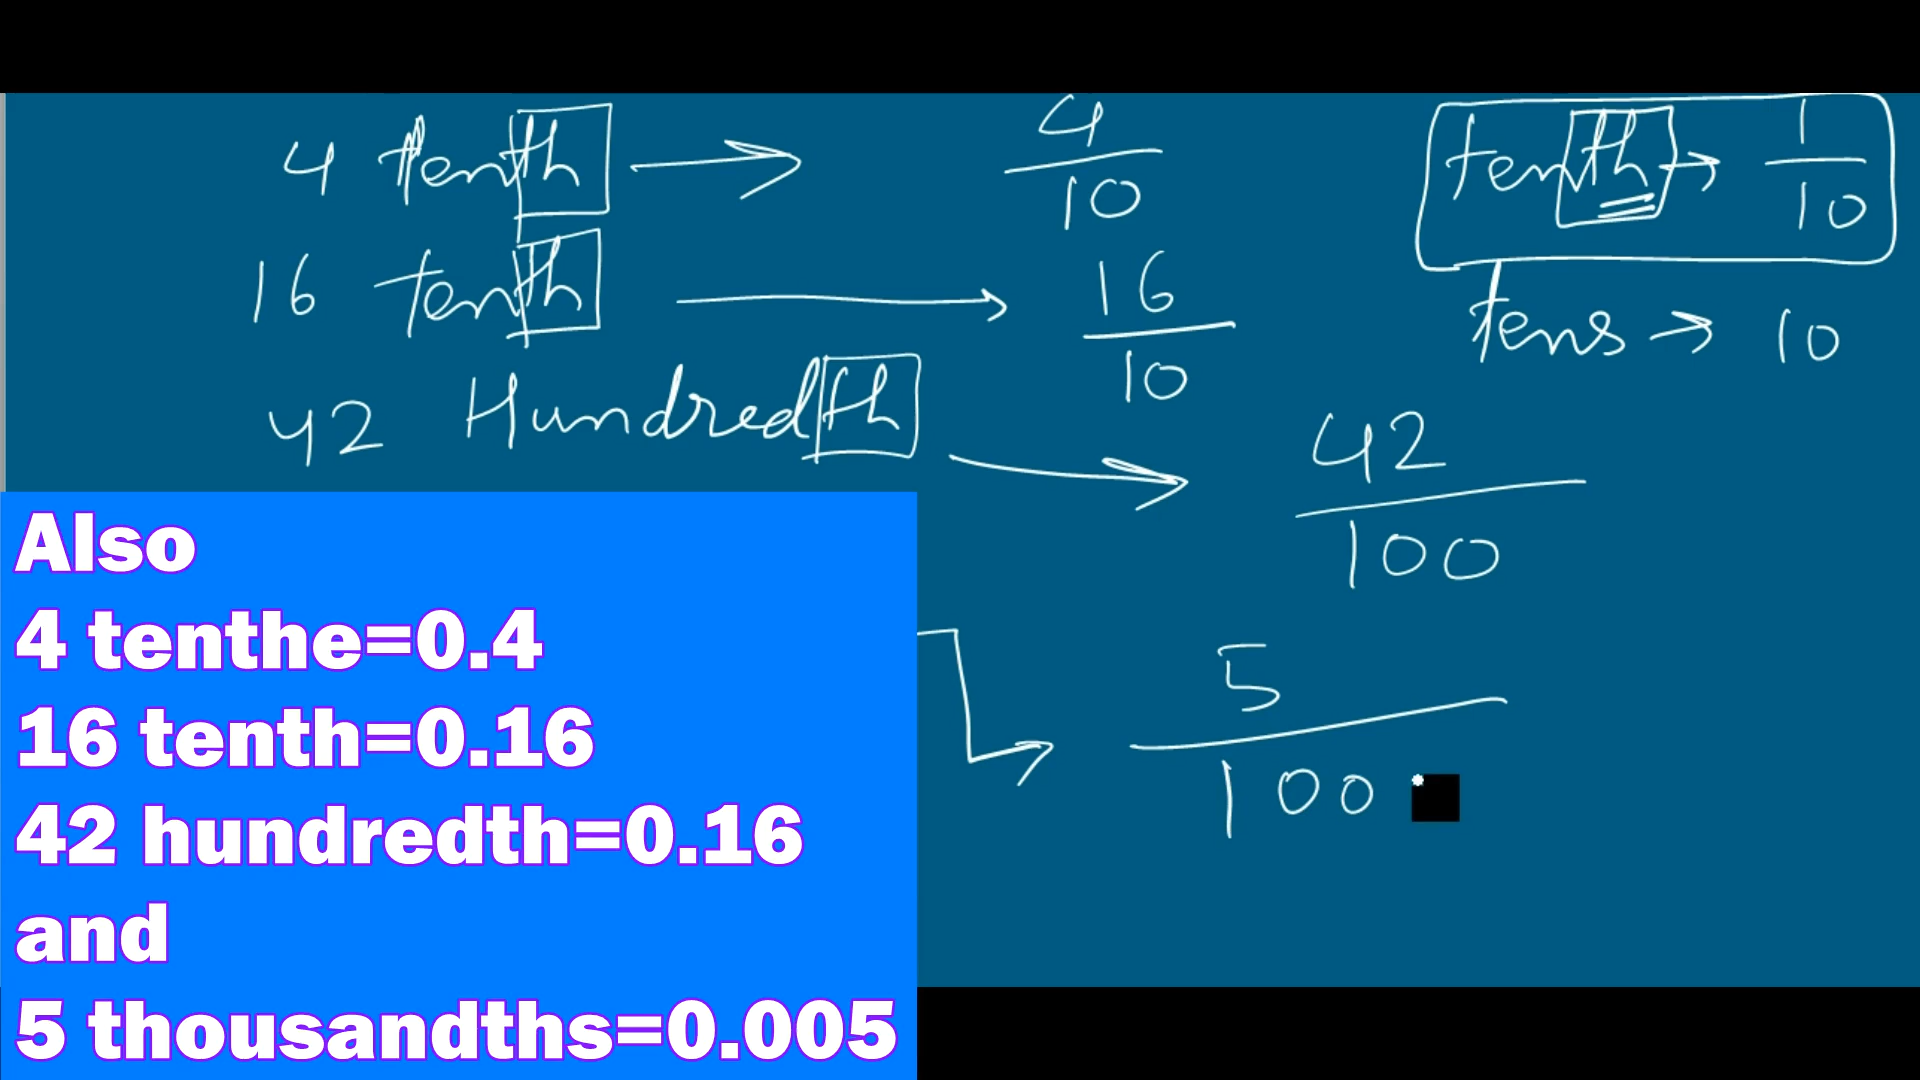 4 tenth → 4/10
tenth → 1/10
16 tenth → 16/10
tens → 10
42 Hundredth → 42/100
5/100
Also
4 tenthe=0.4
16 tenth=0.16
42 hundredth=0.16
and
5 thousandths=0.005